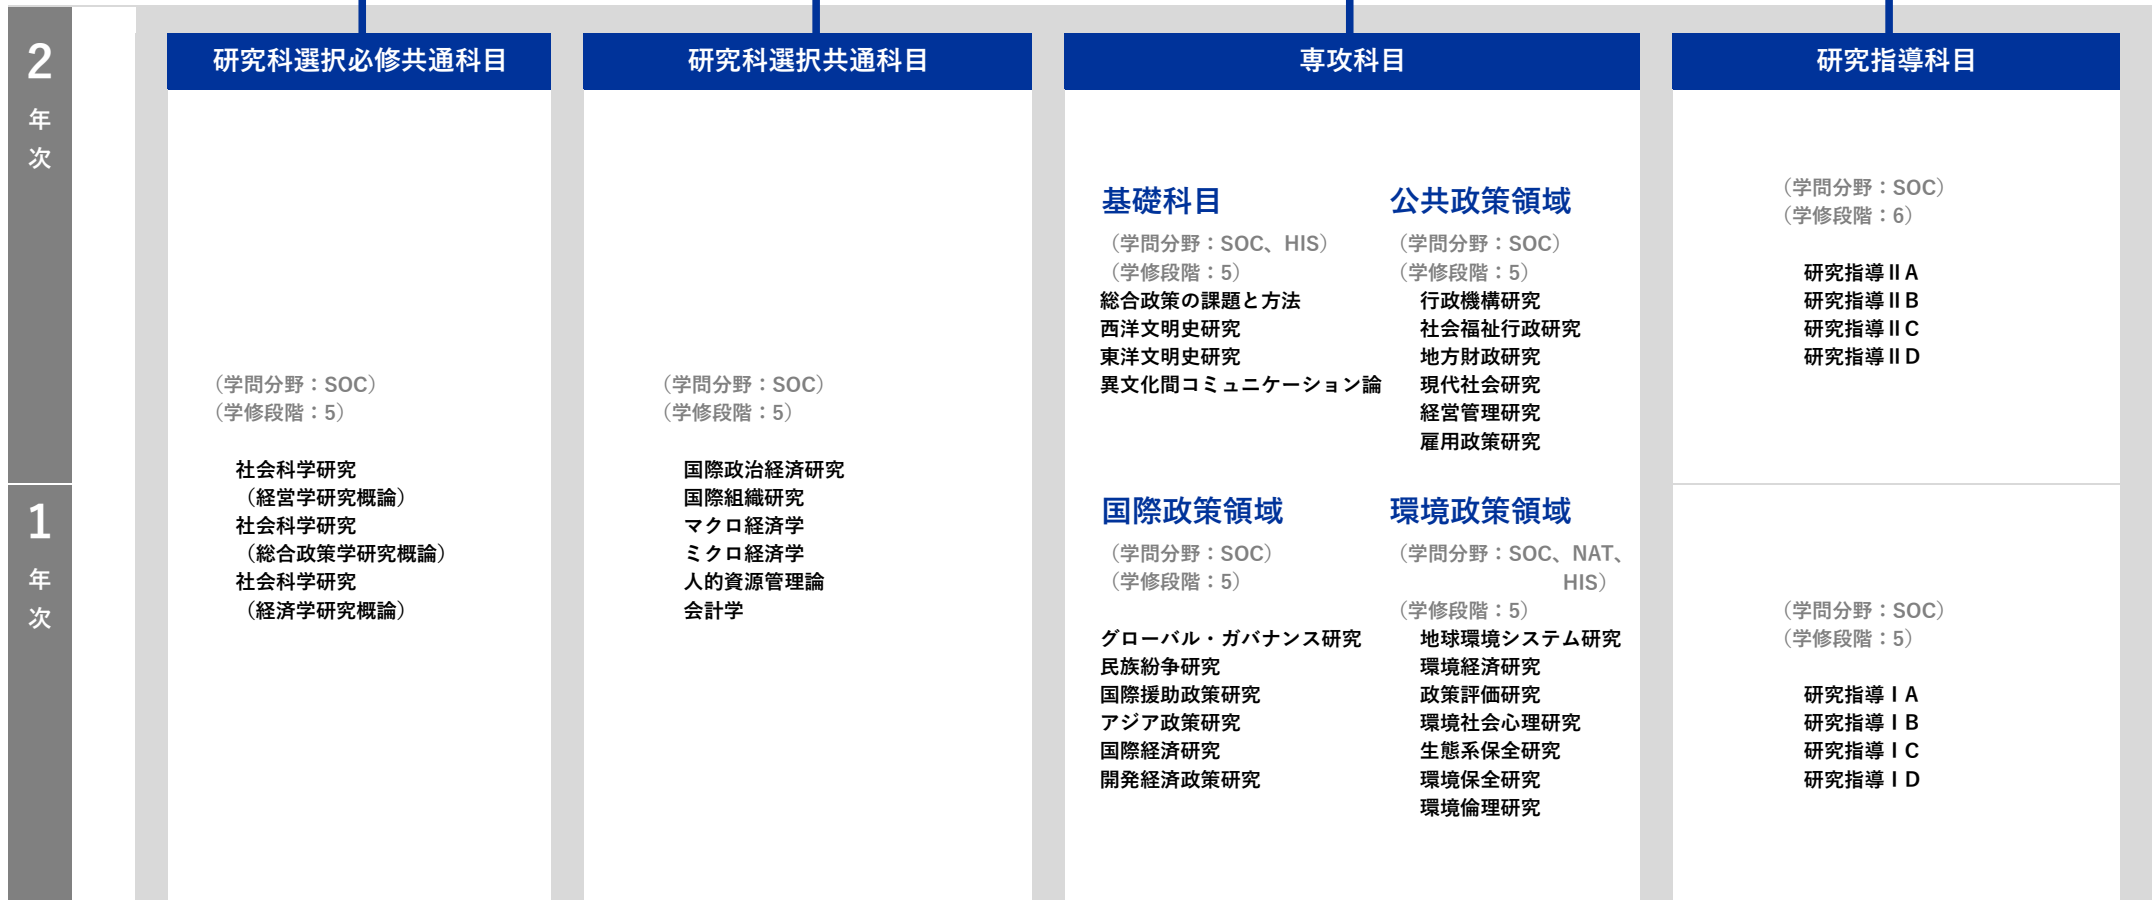 2
年
次
1
年
次
研究科選択必修共通科目
（学問分野：SOC）
（学修段階：5）
社会科学研究
（経営学研究概論）
社会科学研究
（総合政策学研究概論）
社会科学研究
（経済学研究概論）
研究科選択共通科目
（学問分野：SOC）
（学修段階：5）
国際政治経済研究
国際組織研究
マクロ経済学
ミクロ経済学
人的資源管理論
会計学
専攻科目
基礎科目
（学問分野：SOC、HIS）
（学修段階：5）
総合政策の課題と方法
西洋文明史研究
東洋文明史研究
異文化間コミュニケーション論
公共政策領域
（学問分野：SOC）
（学修段階：5）
行政機構研究
社会福祉行政研究
地方財政研究
現代社会研究
経営管理研究
雇用政策研究
国際政策領域
（学問分野：SOC）
（学修段階：5）
グローバル・ガバナンス研究
民族紛争研究
国際援助政策研究
アジア政策研究
国際経済研究
開発経済政策研究
環境政策領域
（学問分野：SOC、NAT、
HIS）
（学修段階：5）
地球環境システム研究
環境経済研究
政策評価研究
環境社会心理研究
生態系保全研究
環境保全研究
環境倫理研究
研究指導科目
（学問分野：SOC）
（学修段階：6）
研究指導ⅡA
研究指導ⅡB
研究指導ⅡC
研究指導ⅡD
（学問分野：SOC）
（学修段階：5）
研究指導ⅠA
研究指導ⅠB
研究指導ⅠC
研究指導ⅠD